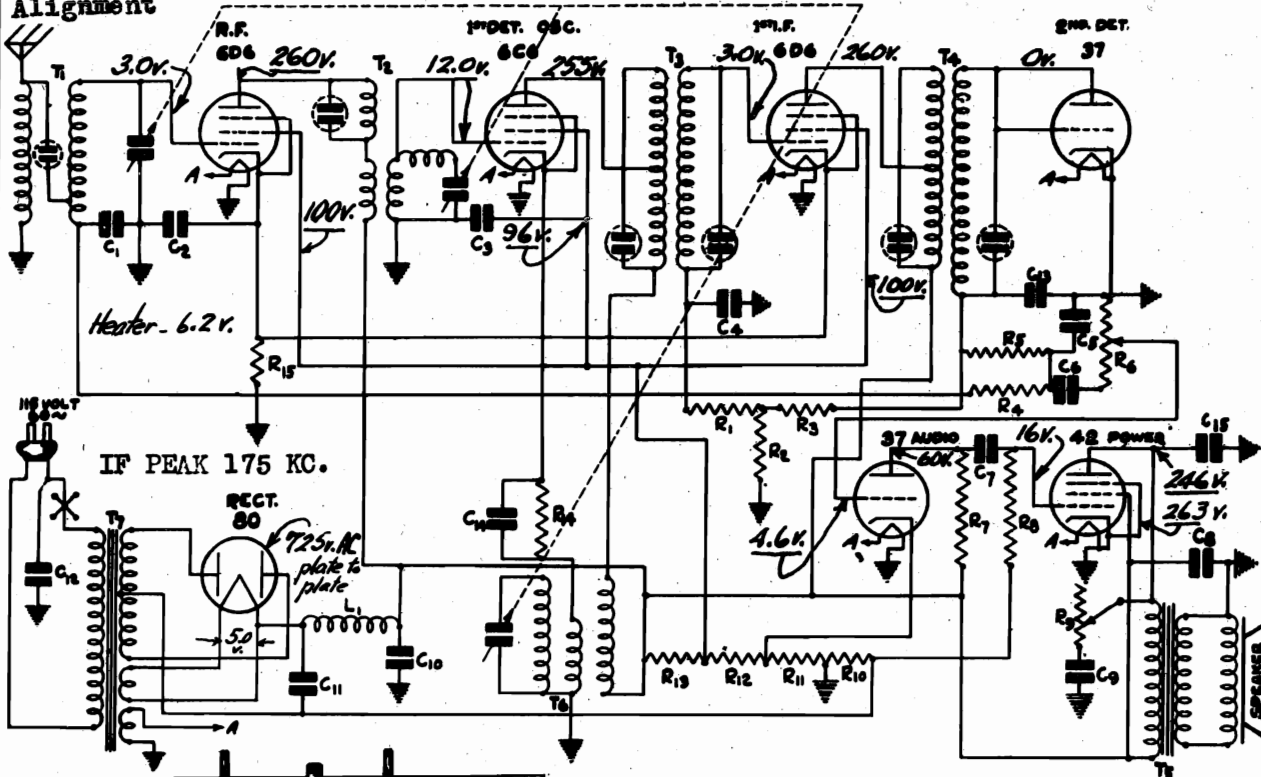 Alignment
R.F.
6D6
1ST DET. OSC.
6C6
1ST I.F.
6D6
2ND. DET.
37
T1
3.0v.
260v.
T2
12.0v.
255v.
T3
3.0v.
260v.
T4
0v.
A
A
A
A
C1
C2
100v.
C3
96v.
C4
100v.
C13
C5
R5
C6
R6
R4
Heater - 6.2 v.
R15
R1
R3
R2
115 VOLT
60~
IF PEAK 175 KC.
RECT.
80
T7
725v. AC
plate to
plate
C12
5.0
v.
L1
C11
C10
A
C14
R14
T6
4.6v.
37 AUDIO
60v.
C7
16v.
42 POWER
C15
246v.
263v.
A
A
R7
R8
C8
R9
C9
R13
R12
R11
R10
T5
SPEAKER